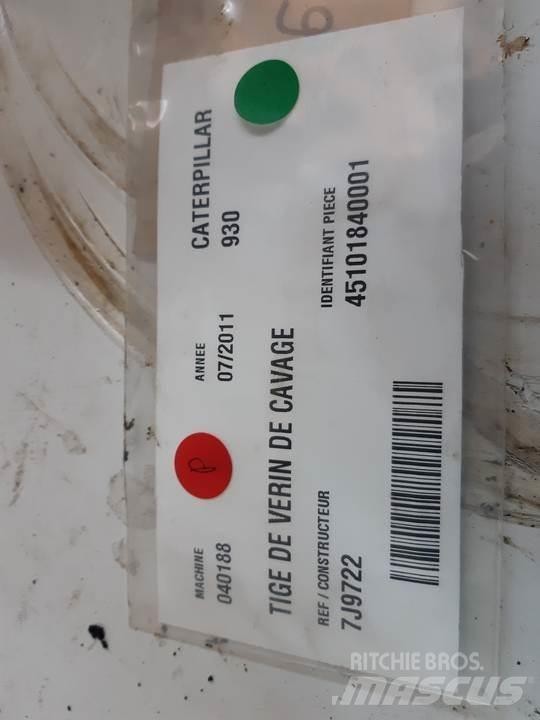 MACHINE
040188
ANNEE
07/2011
CATERPILLAR
930
TIGE DE VERIN DE CAVAGE
REF / CONSTRUCTEUR
7J9722
IDENTIFIANT PIECE
45101840001
RITCHIE BROS.
MASCUS